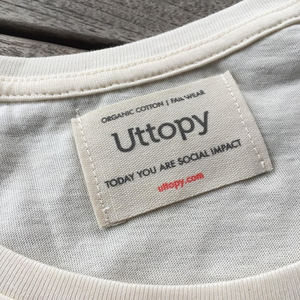 ORGANIC COTTON | FAIR WEAR
Uttopy
TODAY YOU ARE SOCIAL IMPACT
uttopy.com